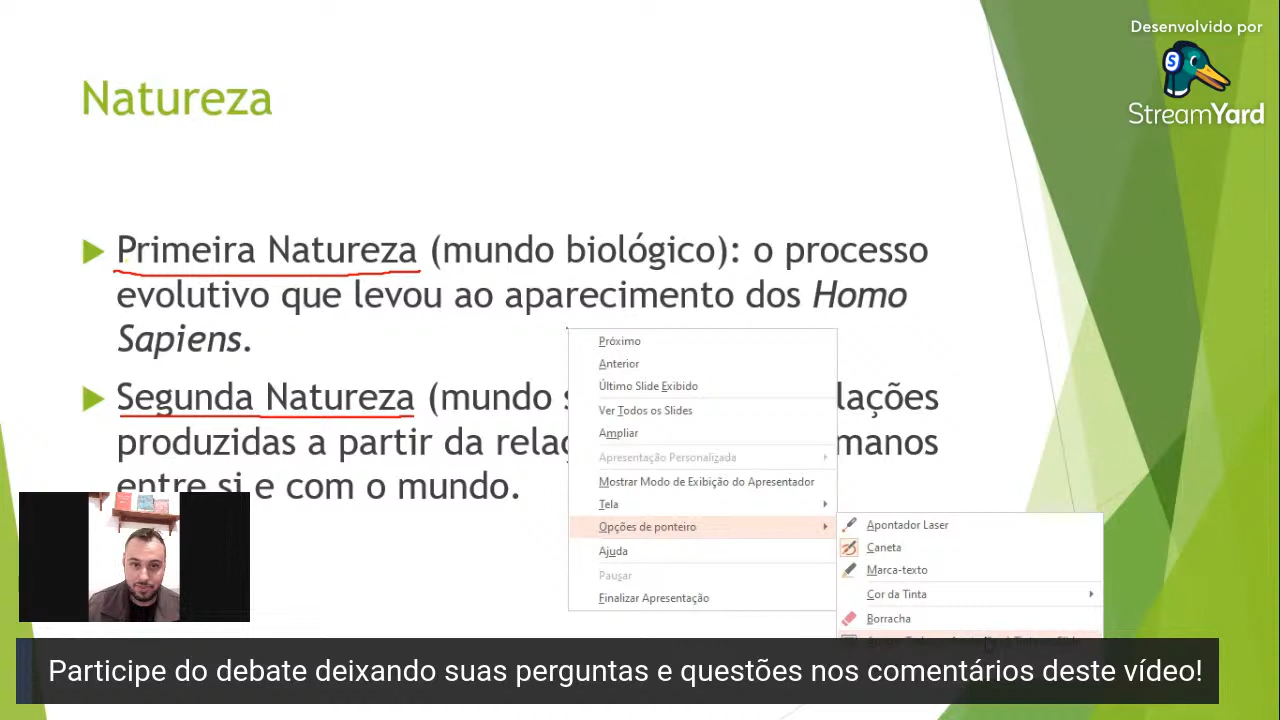 Desenvolvido por
StreamYard
Natureza
Primeira Natureza (mundo biológico): o processo
evolutivo que levou ao aparecimento dos Homo
Sapiens.
Segunda Natureza (mundo s lações
produzidas a partir da relaç manos
entre si e com o mundo.
Próximo
Anterior
Último Slide Exibido
Ver Todos os Slides
Ampliar
Apresentação Personalizada
Mostrar Modo de Exibição do Apresentador
Tela
Opções de ponteiro
Ajuda
Pausar
Finalizar Apresentação
Apontador Laser
Caneta
Marca-texto
Cor da Tinta
Borracha
Participe do debate deixando suas perguntas e questões nos comentários deste vídeo!